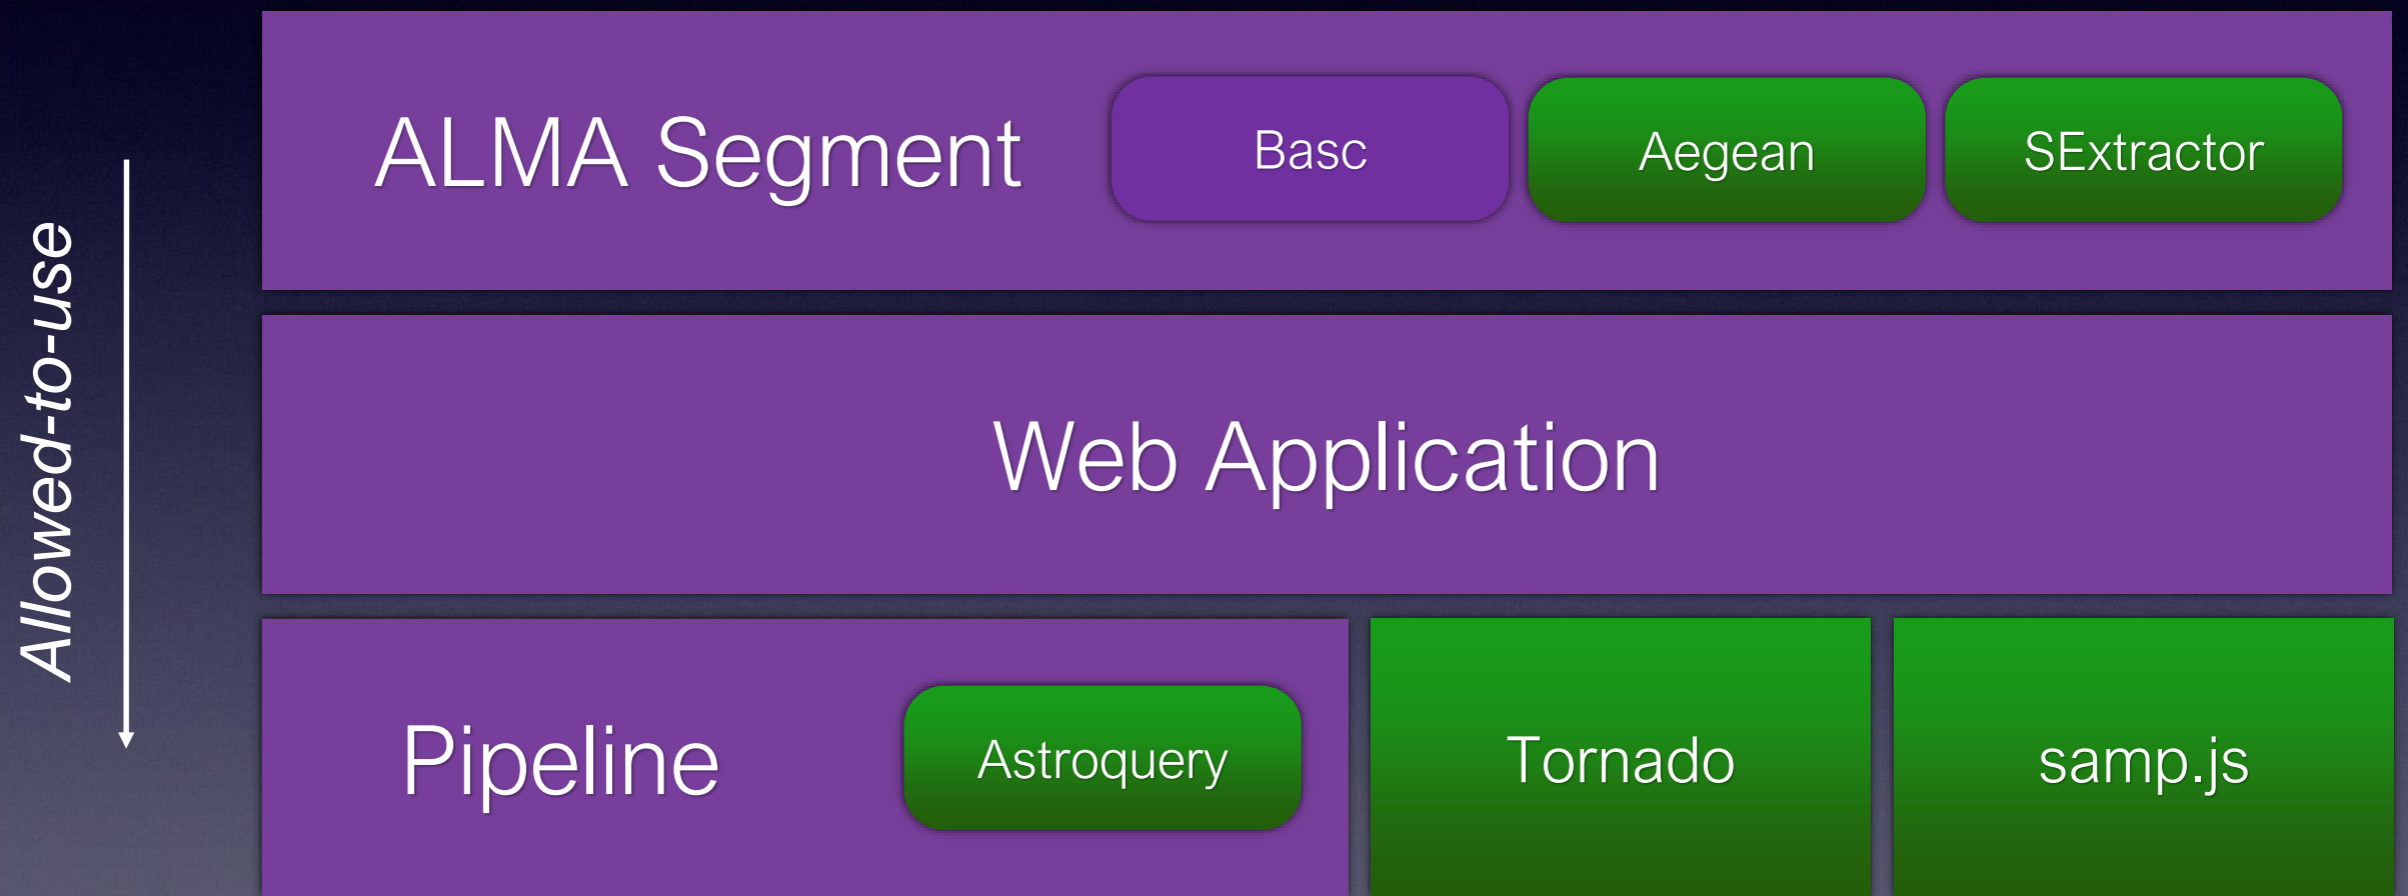 Allowed-to-use
ALMA Segment
Basc
Aegean
SExtractor
Web Application
Pipeline
Astroquery
Tornado
samp.js